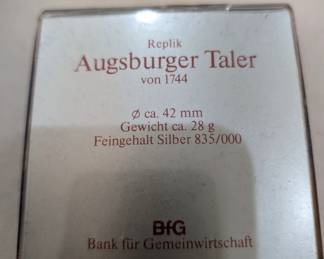 Replik
Augsburger Taler
von 1744
Ø ca. 42 mm
Gewicht ca. 28 g
Feingehalt Silber 835/000
BfG
Bank für Gemeinwirtschaft